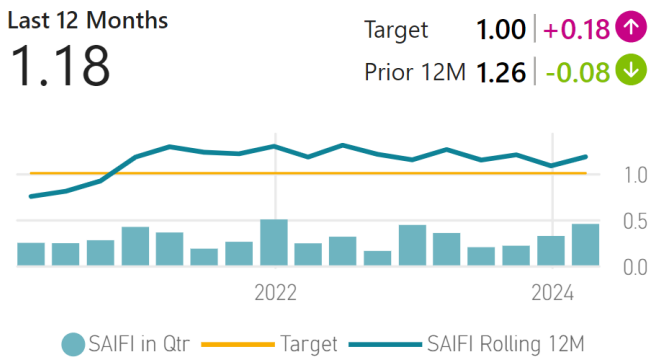 Last 12 Months
1.18
Target 1.00 +0.18
Prior 12M 1.26 -0.08
1.0
0.5
0.0
2022 2024
SAIFI in Qtr Target SAIFI Rolling 12M